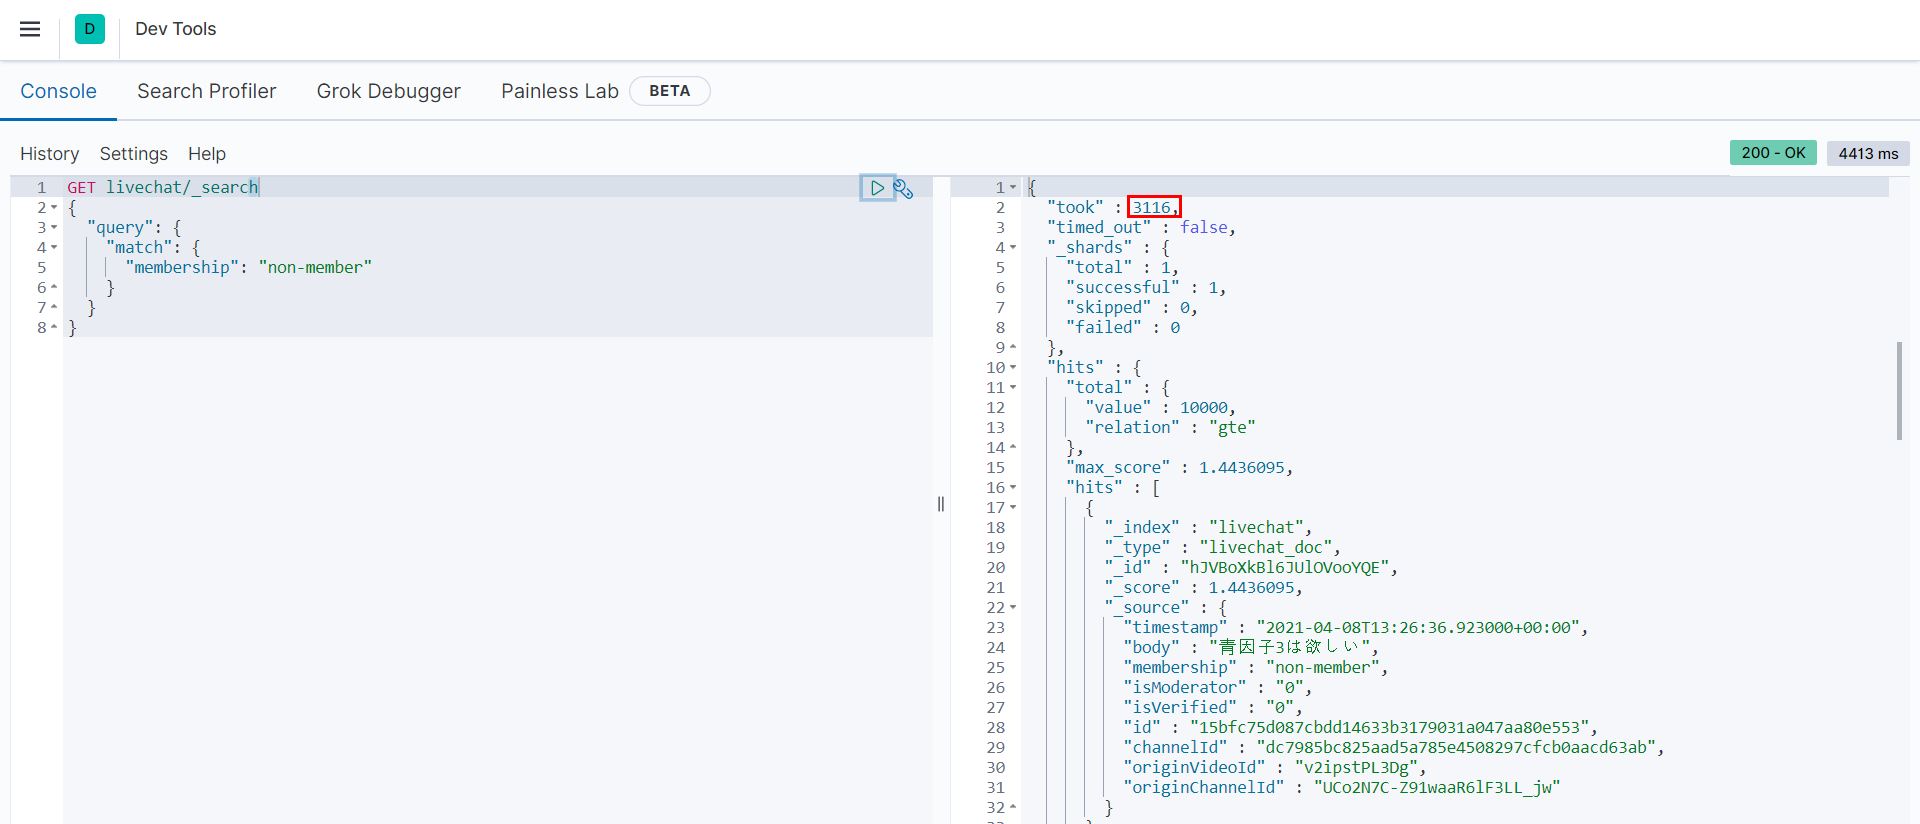 D Dev Tools
Console Search Profiler Grok Debugger Painless Lab BETA
History Settings Help
200 - OK 4413 ms
1 GET livechat/_search
2 {
3 "query": {
4 "match": {
5 "membership": "non-member"
6 }
7 }
8 }
1 {
2 "took" : 3116,
3 "timed_out" : false,
4 "_shards" : {
5 "total" : 1,
6 "successful" : 1,
7 "skipped" : 0,
8 "failed" : 0
9 },
10 "hits" : {
11 "total" : {
12 "value" : 10000,
13 "relation" : "gte"
14 },
15 "max_score" : 1.4436095,
16 "hits" : [
17 {
18 "_index" : "livechat",
19 "_type" : "livechat_doc",
20 "_id" : "hJVBoXkBl6JUlOVooYQE",
21 "_score" : 1.4436095,
22 "_source" : {
23 "timestamp" : "2021-04-08T13:26:36.923000+00:00",
24 "body" : "青因子3は欲しい",
25 "membership" : "non-member",
26 "isModerator" : "0",
27 "isVerified" : "0",
28 "id" : "15bfc75d087cbdd14633b3179031a047aa80e553",
29 "channelId" : "dc7985bc825aad5a785e4508297cfcb0aacd63ab",
30 "originVideoId" : "v2ipstPL3Dg",
31 "originChannelId" : "UCo2N7C-Z91waaR6lF3LL_jw"
32 }